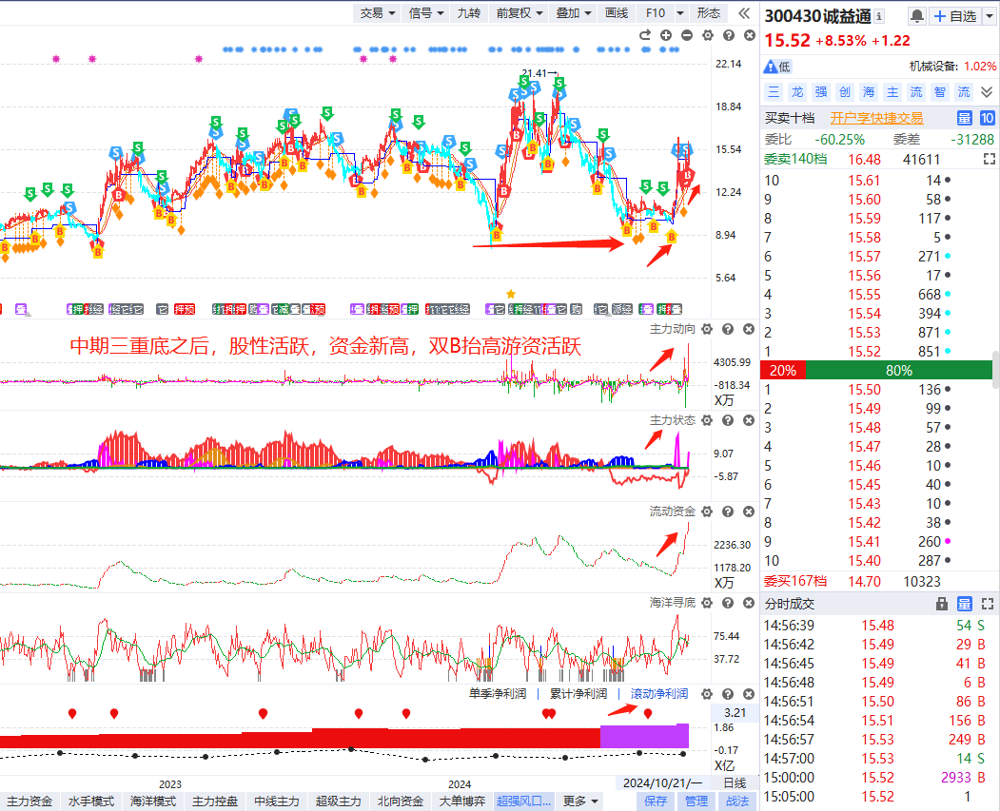 交易 信号 九转 前复权 叠加 画线 F10 形态
300430 诚益通
自选
15.52 +8.53% +1.22
低 机械设备: 1.02%
三 龙 强 创 海 主 流 智 流
买卖十档 开户享快捷交易 量 10
委比 -60.25% 委差 -31288
委卖140档 16.48 41611
10 15.61 14
9 15.60 58
8 15.59 117
7 15.58 5
6 15.57 271
5 15.56 17
4 15.55 668
3 15.54 394
2 15.53 871
1 15.52 851
20% 80%
1 15.50 136
2 15.49 99
3 15.48 57
4 15.47 28
5 15.46 10
6 15.45 40
7 15.43 10
8 15.42 38
9 15.41 260
10 15.40 287
委买167档 14.70 10323
分时成交 量
14:56:39 15.48 54 S
14:56:42 15.49 29 B
14:56:45 15.49 41 B
14:56:48 15.49 6 B
14:56:51 15.50 86 B
14:56:54 15.51 156 B
14:56:57 15.53 249 B
14:57:00 15.53 14 S
15:00:00 15.52 2933 B
15:05:00 15.52 1
22.14
21.41
18.84
15.54
12.24
8.94
5.64
主力动向
中期三重底之后，股性活跃，资金新高，双B抬高游资活跃
4305.99
-818.34
X万
主力状态
9.07
-5.87
流动资金
2236.30
1178.20
X万
海洋寻底
75.44
37.72
单季净利润 | 累计净利润 | 滚动净利润
3.21
1.86
-0.17
X亿
2023 2024 2024/10/21/一 日线
主力资金 水手模式 海洋模式 主力控盘 中线主力 超级主力 北向资金 大单博弈 超强风口... 更多 保存 管理 战法